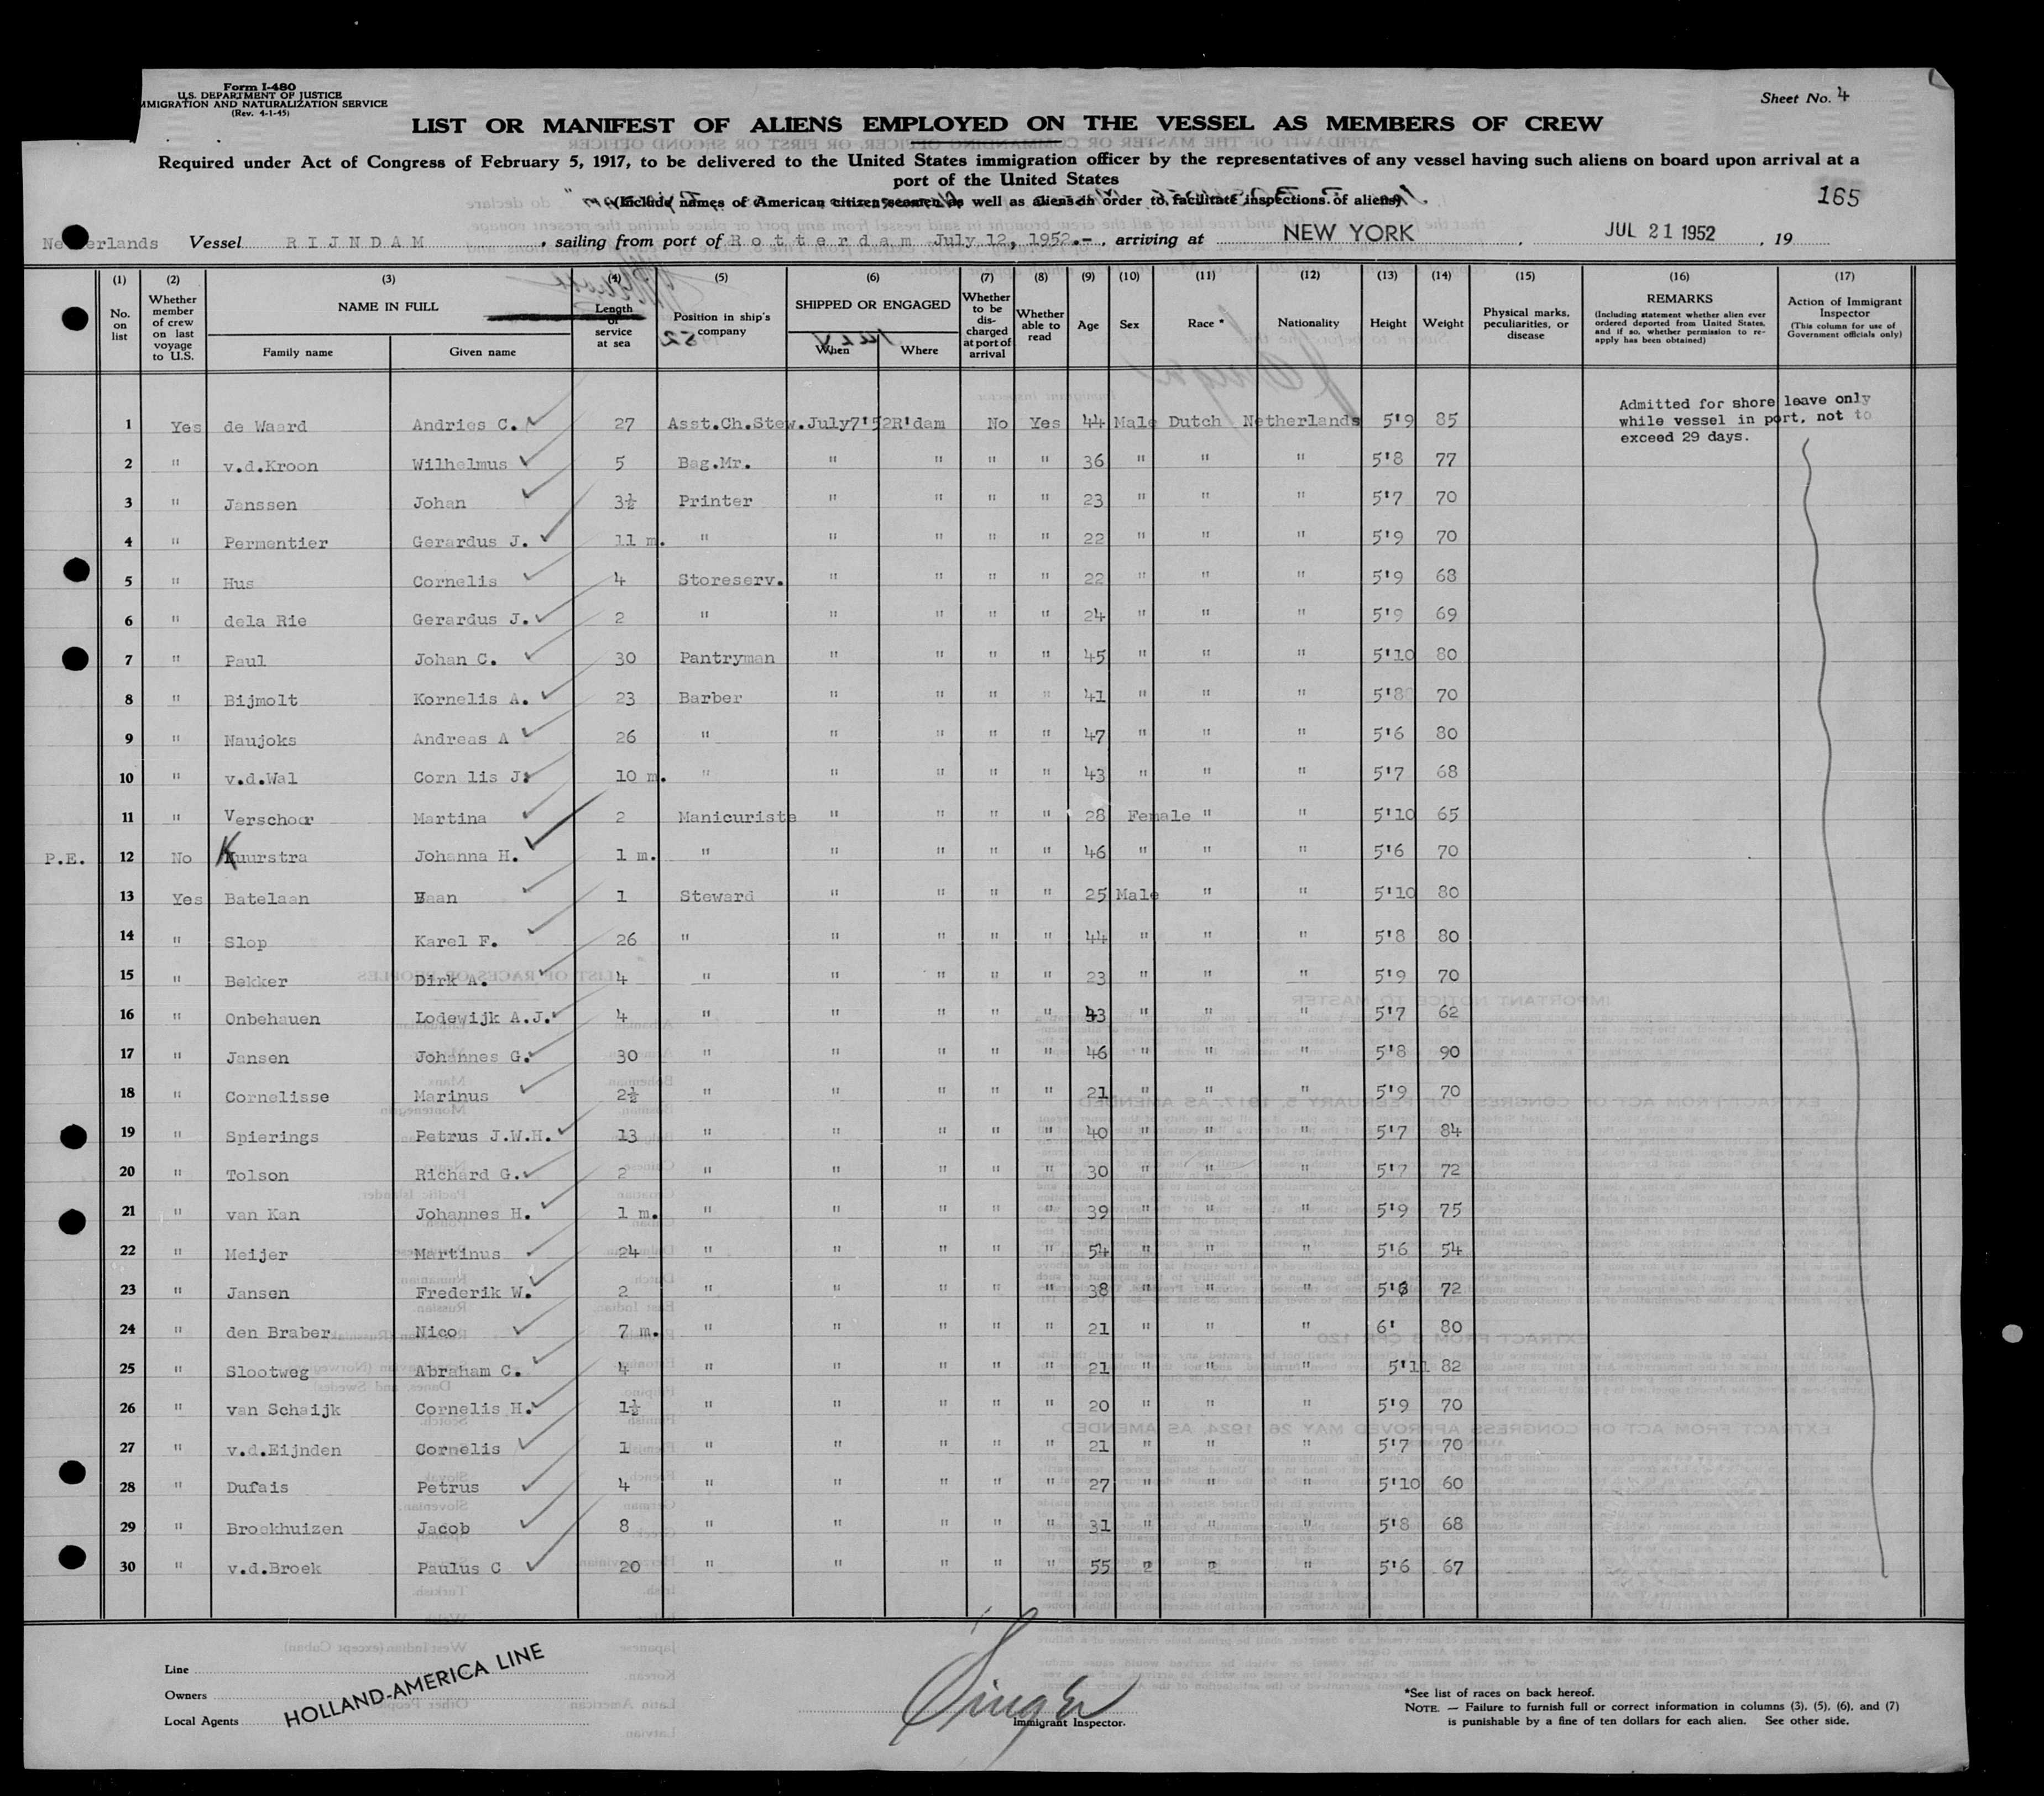 Form I-480
U.S. DEPARTMENT OF JUSTICE
IMMIGRATION AND NATURALIZATION SERVICE
(Rev. 4-1-45)
Sheet No. 4
LIST OR MANIFEST OF ALIENS EMPLOYED ON THE VESSEL AS MEMBERS OF CREW
Required under Act of Congress of February 5, 1917, to be delivered to the United States immigration officer by the representatives of any vessel having such aliens on board upon arrival at a
port of the United States
(Include names of American citizen seamen as well as aliens in order to facilitate inspections of aliens)
165
Netherlands Vessel RIJNDAM, sailing from port of Rotterdam July 12, 1952.-, arriving at NEW YORK, JUL 21 1952, 19
(1) (2) (3) (4) (5) (6) (7) (8) (9) (10) (11) (12) (13) (14) (15) (16) (17)
No. on list
Whether member of crew on last voyage to U.S.
NAME IN FULL
Family name Given name
Length of service at sea
Position in ship's company
SHIPPED OR ENGAGED
When Where
Whether to be discharged at port of arrival
Whether able to read
Age
Sex
Race *
Nationality
Height
Weight
Physical marks, peculiarities, or disease
REMARKS
(Including statement whether alien ever ordered deported from United States, and if so, whether permission to reapply has been obtained)
Action of Immigrant Inspector
(This column for use of Government officials only)
Admitted for shore leave only
while vessel in port, not to
exceed 29 days.
1 Yes de Waard Andries C. 27 Asst.Ch.Stew. July7'52 R'dam No Yes 44 Male Dutch Netherlands 5'9 85
2 " v.d.Kroon Wilhelmus 5 Bag.Mr. " " " " 36 " " " 5'8 77
3 " Janssen Johan 3½ Printer " " " " 23 " " " 5'7 70
4 " Permentier Gerardus J. 11 m. " " " " " 22 " " " 5'9 70
5 " Hus Cornelis 4 Storeserv. " " " " 22 " " " 5'9 68
6 " dela Rie Gerardus J. 2 " " " " " 24 " " " 5'9 69
7 " Paul Johan C. 30 Pantryman " " " " 45 " " " 5'10 80
8 " Bijmolt Kornelis A. 23 Barber " " " " 41 " " " 5'8 70
9 " Naujoks Andreas A 26 " " " " " 47 " " " 5'6 80
10 " v.d.Wal Corn lis J. 10 m. " " " " " 43 " " " 5'7 68
11 " Verschoor Martina 2 Manicuriste " " " " 28 Female " " 5'10 65
P.E. 12 No Kuurstra Johanna H. 1 m. " " " " " 46 " " " 5'6 70
13 Yes Batelaan Haan 1 Steward " " " " 25 Male " " 5'10 80
14 " Slop Karel F. 26 " " " " " 44 " " " 5'8 80
15 " Bekker Dirk A. 4 " " " " " 23 " " " 5'9 70
16 " Onbehauen Lodewijk A.J. 4 " " " " " 43 " " " 5'7 62
17 " Jansen Johannes G. 30 " " " " " 46 " " " 5'8 90
18 " Cornelisse Marinus 2½ " " " " " 21 " " " 5'9 70
19 " Spierings Petrus J.W.H. 13 " " " " " 40 " " " 5'7 84
20 " Tolson Richard G. 2 " " " " " 30 " " " 5'7 72
21 " van Kan Johannes H. 1 m. " " " " " 39 " " " 5'9 75
22 " Meijer Martinus 24 " " " " " 54 " " " 5'6 54
23 " Jansen Frederik W. 2 " " " " " 38 " " " 72
24 " den Braber Nico 7 m. " " " " " 21 " " " 6' 80
25 " Slootweg Abraham C. 4 " " " " " 21 " " " 5'11 82
26 " van Schaijk Cornelis H. 1½ " " " " " 20 " " " 5'9 70
27 " v.d.Eijnden Cornelis 1 " " " " " 21 " " " 5'7 70
28 " Dufais Petrus 4 " " " " " 27 " " " 5'10 60
29 " Broekhuizen Jacob 8 " " " " " 31 " " " 5'8 68
30 " v.d.Broek Paulus C 20 " " " " " 55 " " " 5'6 67
Line
Owners
Local Agents
HOLLAND-AMERICA LINE
Singer
Immigrant Inspector.
*See list of races on back hereof.
NOTE. — Failure to furnish full or correct information in columns (3), (5), (6), and (7)
is punishable by a fine of ten dollars for each alien. See other side.